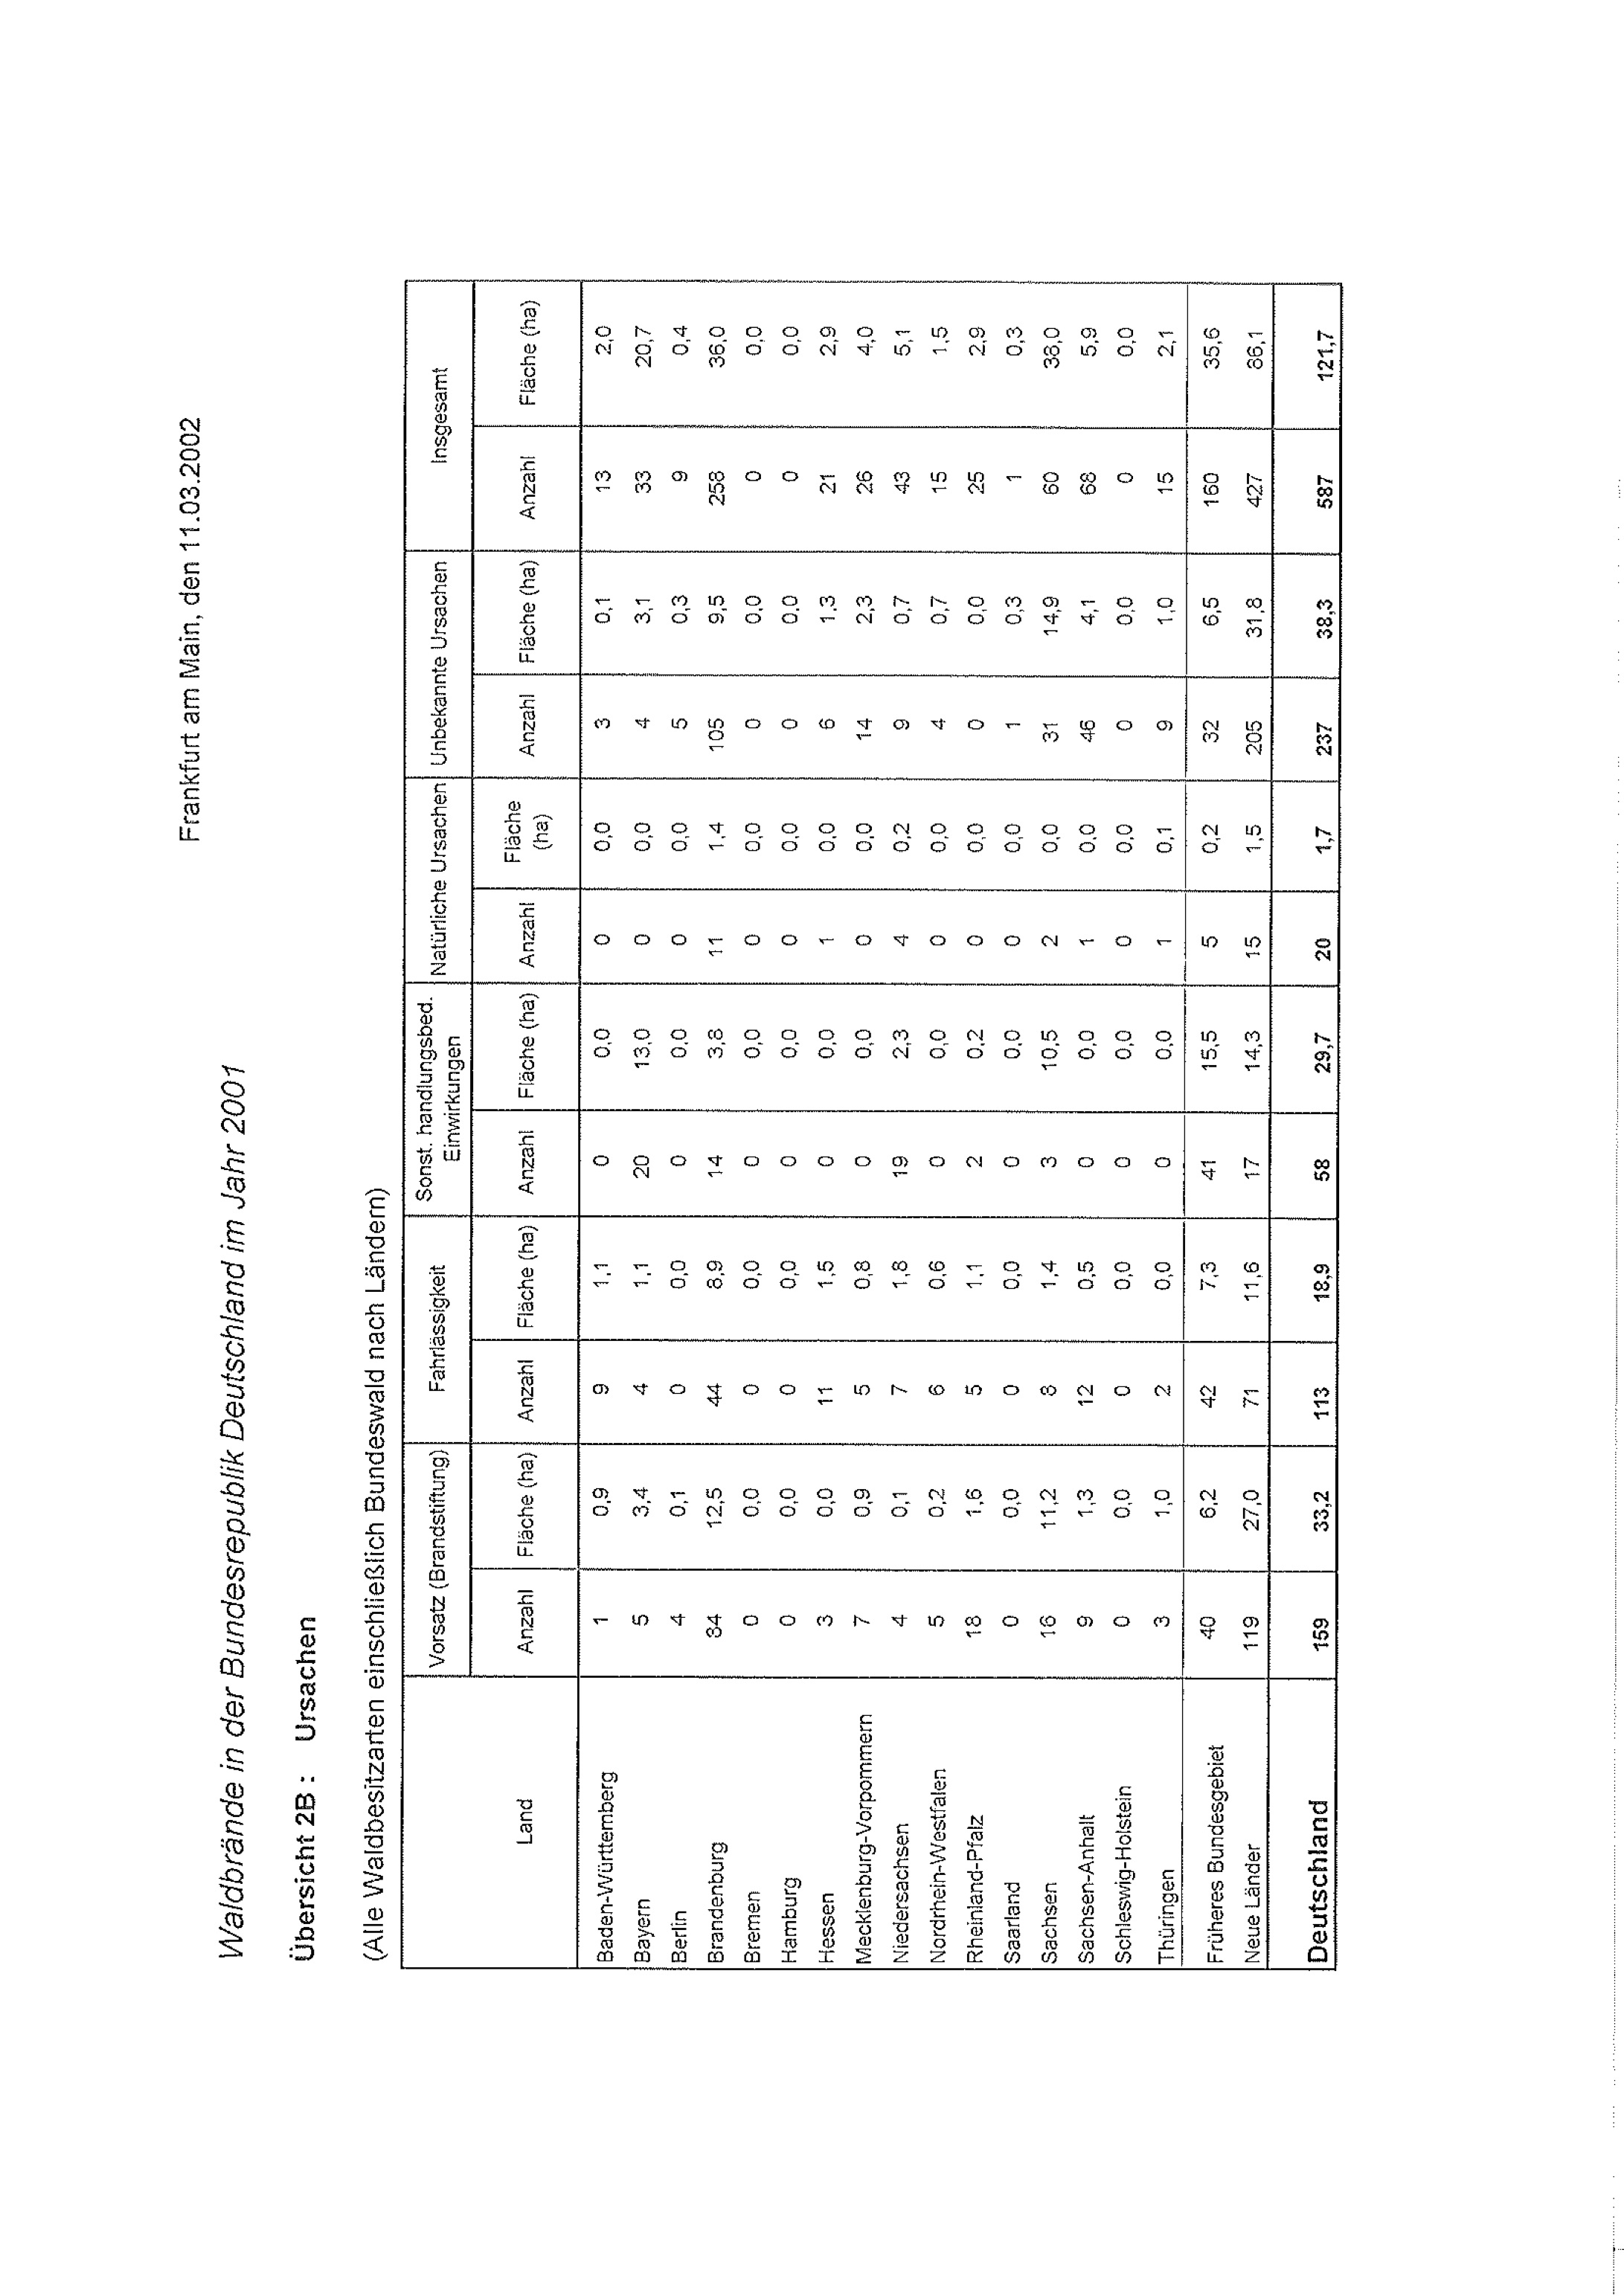 Frankfurt am Main, den 11.03.2002
Waldbrände in der Bundesrepublik Deutschland im Jahr 2001
Übersicht 2B : Ursachen
(Alle Waldbesitzarten einschließlich Bundeswald nach Ländern)
Land Vorsatz (Brandstiftung) Fahrlässigkeit Sonst. handlungsbed. Einwirkungen Natürliche Ursachen Unbekannte Ursachen Insgesamt
Anzahl Fläche (ha) Anzahl Fläche (ha) Anzahl Fläche (ha) Anzahl Fläche (ha) Anzahl Fläche (ha) Anzahl Fläche (ha)
Baden-Württemberg 1 0,9 9 1,1 0 0,0 0 0,0 3 0,1 13 2,0
Bayern 5 3,4 4 1,1 20 13,0 0 0,0 4 3,1 33 20,7
Berlin 4 0,1 0 0,0 0 0,0 0 0,0 5 0,3 9 0,4
Brandenburg 84 12,5 44 8,9 14 3,8 11 1,4 105 9,5 258 36,0
Bremen 0 0,0 0 0,0 0 0,0 0 0,0 0 0,0 0 0,0
Hamburg 0 0,0 0 0,0 0 0,0 0 0,0 0 0,0 0 0,0
Hessen 3 0,0 11 1,5 0 0,0 1 0,0 6 1,3 21 2,9
Mecklenburg-Vorpommern 7 0,9 5 0,8 0 0,0 0 0,0 14 2,3 26 4,0
Niedersachsen 4 0,1 7 1,8 19 2,3 4 0,2 9 0,7 43 5,1
Nordrhein-Westfalen 5 0,2 6 0,6 0 0,0 0 0,0 4 0,7 15 1,5
Rheinland-Pfalz 18 1,6 5 1,1 2 0,2 0 0,0 0 0,0 25 2,9
Saarland 0 0,0 0 0,0 0 0,0 0 0,0 1 0,3 1 0,3
Sachsen 16 11,2 8 1,4 3 10,5 2 0,0 31 14,9 60 38,0
Sachsen-Anhalt 9 1,3 12 0,5 0 0,0 1 0,0 46 4,1 68 5,9
Schleswig-Holstein 0 0,0 0 0,0 0 0,0 0 0,0 0 0,0 0 0,0
Thüringen 3 1,0 2 0,0 0 0,0 1 0,1 9 1,0 15 2,1
Früheres Bundesgebiet 40 6,2 42 7,3 41 15,5 5 0,2 32 6,5 160 35,6
Neue Länder 119 27,0 71 11,6 17 14,3 15 1,5 205 31,8 427 86,1
Deutschland 159 33,2 113 18,9 58 29,7 20 1,7 237 38,3 587 121,7